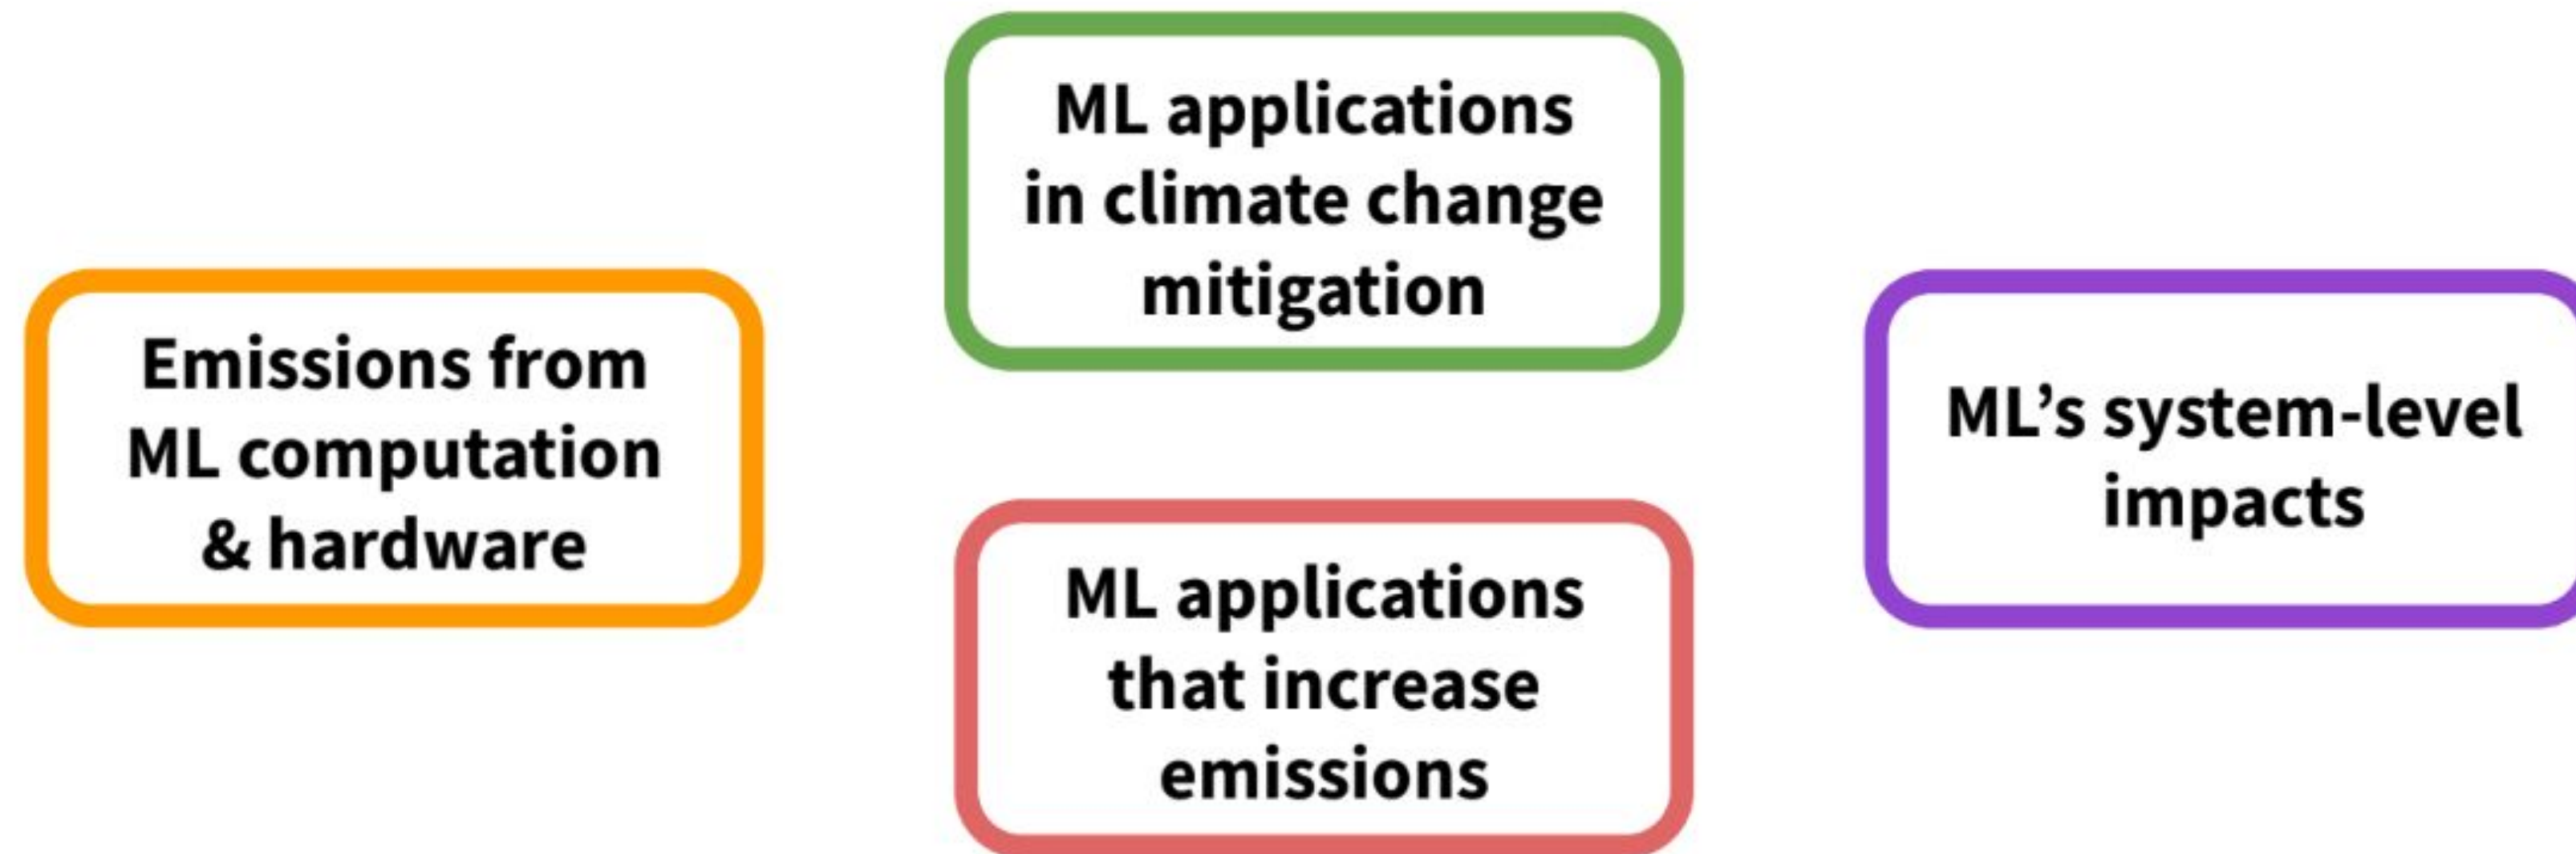 Emissions from
ML computation
& hardware
ML applications
in climate change
mitigation
ML applications
that increase
emissions
ML’s system-level
impacts